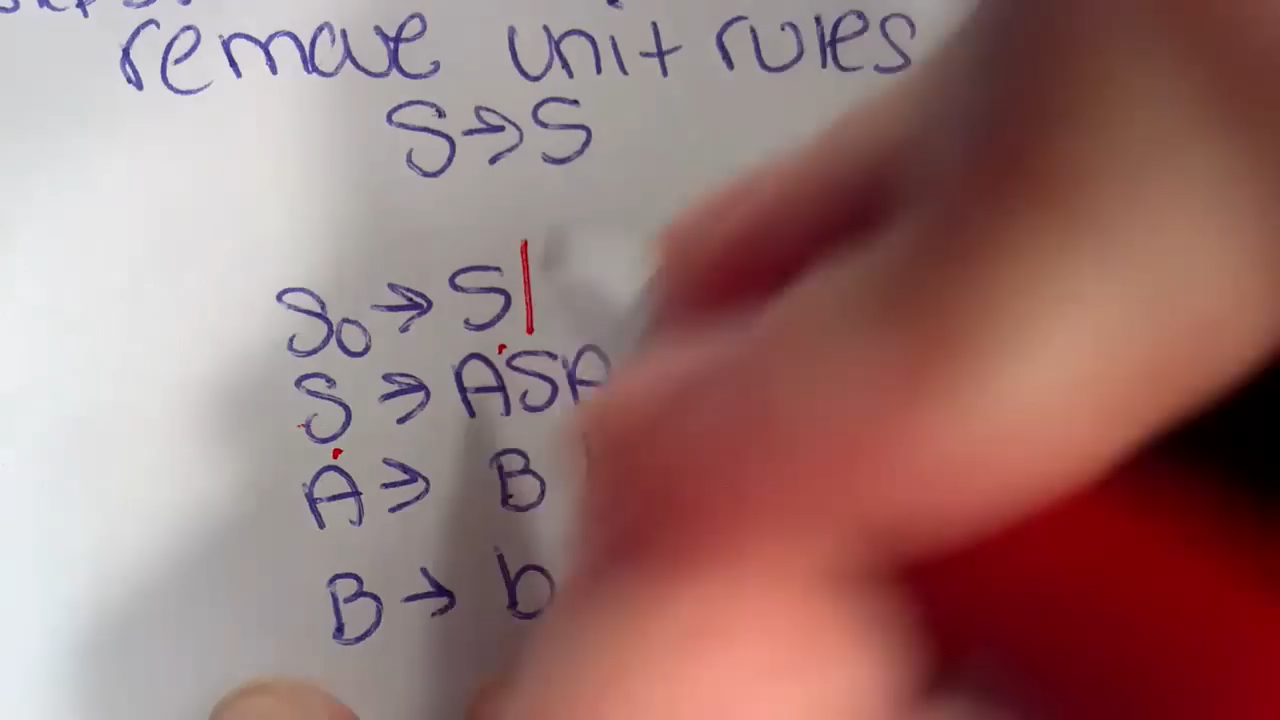 remove unit rules
S→S
S₀→S|
S→ASA
A→ B
B→ b